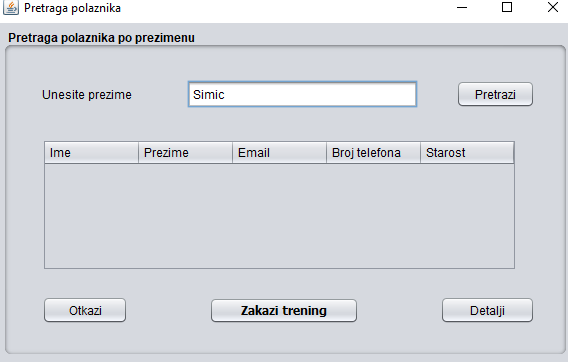 Pretraga polaznika
Pretraga polaznika po prezimenu
Unesite prezime Simic Pretrazi
Ime Prezime Email Broj telefona Starost
Otkazi Zakazi trening Detalji